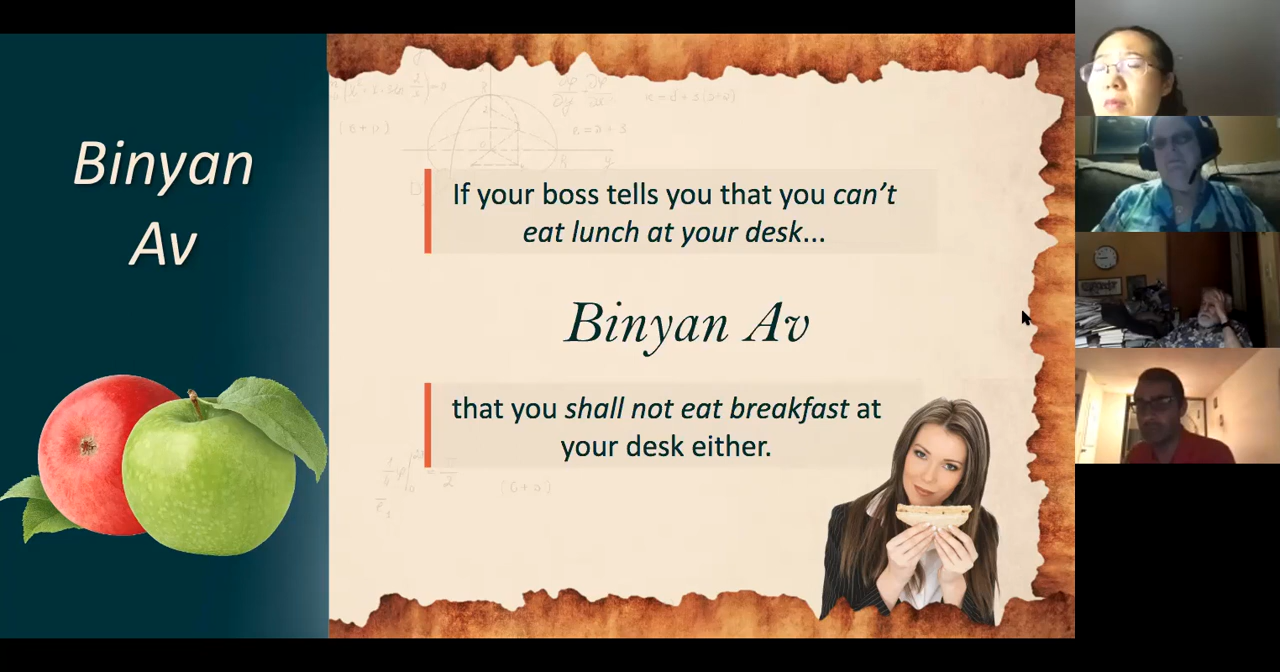 Binyan
Av
If your boss tells you that you can't
eat lunch at your desk...
Binyan Av
that you shall not eat breakfast at
your desk either.